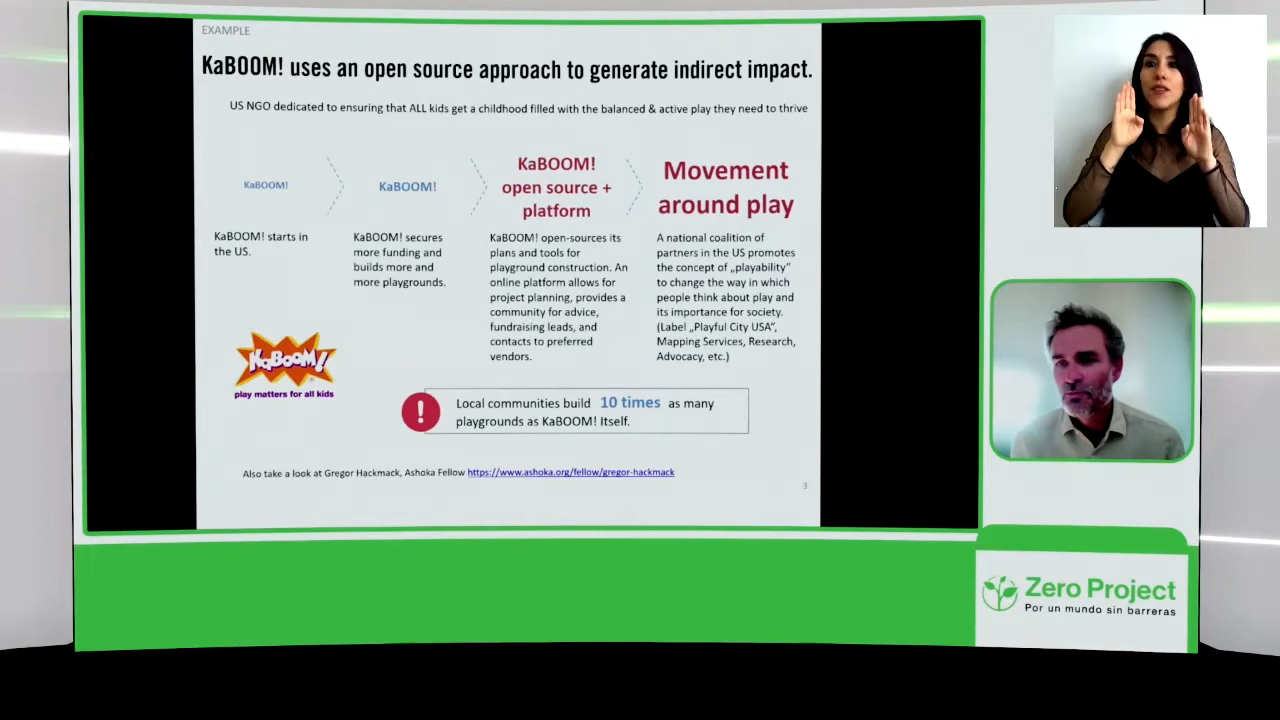 EXAMPLE
KaBOOM! uses an open source approach to generate indirect impact.
US NGO dedicated to ensuring that ALL kids get a childhood filled with the balanced & active play they need to thrive
KaBOOM!
KaBOOM! starts in
the US.
KaBOOM!
KaBOOM! secures
more funding and
builds more and
more playgrounds.
KaBOOM!
open source +
platform
KaBOOM! open-sources its
plans and tools for
playground construction. An
online platform allows for
project planning, provides a
community for advice,
fundraising leads, and
contacts to preferred
vendors.
Movement
around play
A national coalition of
partners in the US promotes
the concept of „playability"
to change the way in which
people think about play and
its importance for society.
(Label „Playful City USA",
Mapping Services, Research,
Advocacy, etc.)
KaBOOM!
play matters for all kids
!
Local communities build 10 times as many
playgrounds as KaBOOM! Itself.
Also take a look at Gregor Hackmack, Ashoka Fellow https://www.ashoka.org/fellow/gregor-hackmack
3
Zero Project
Por un mundo sin barreras